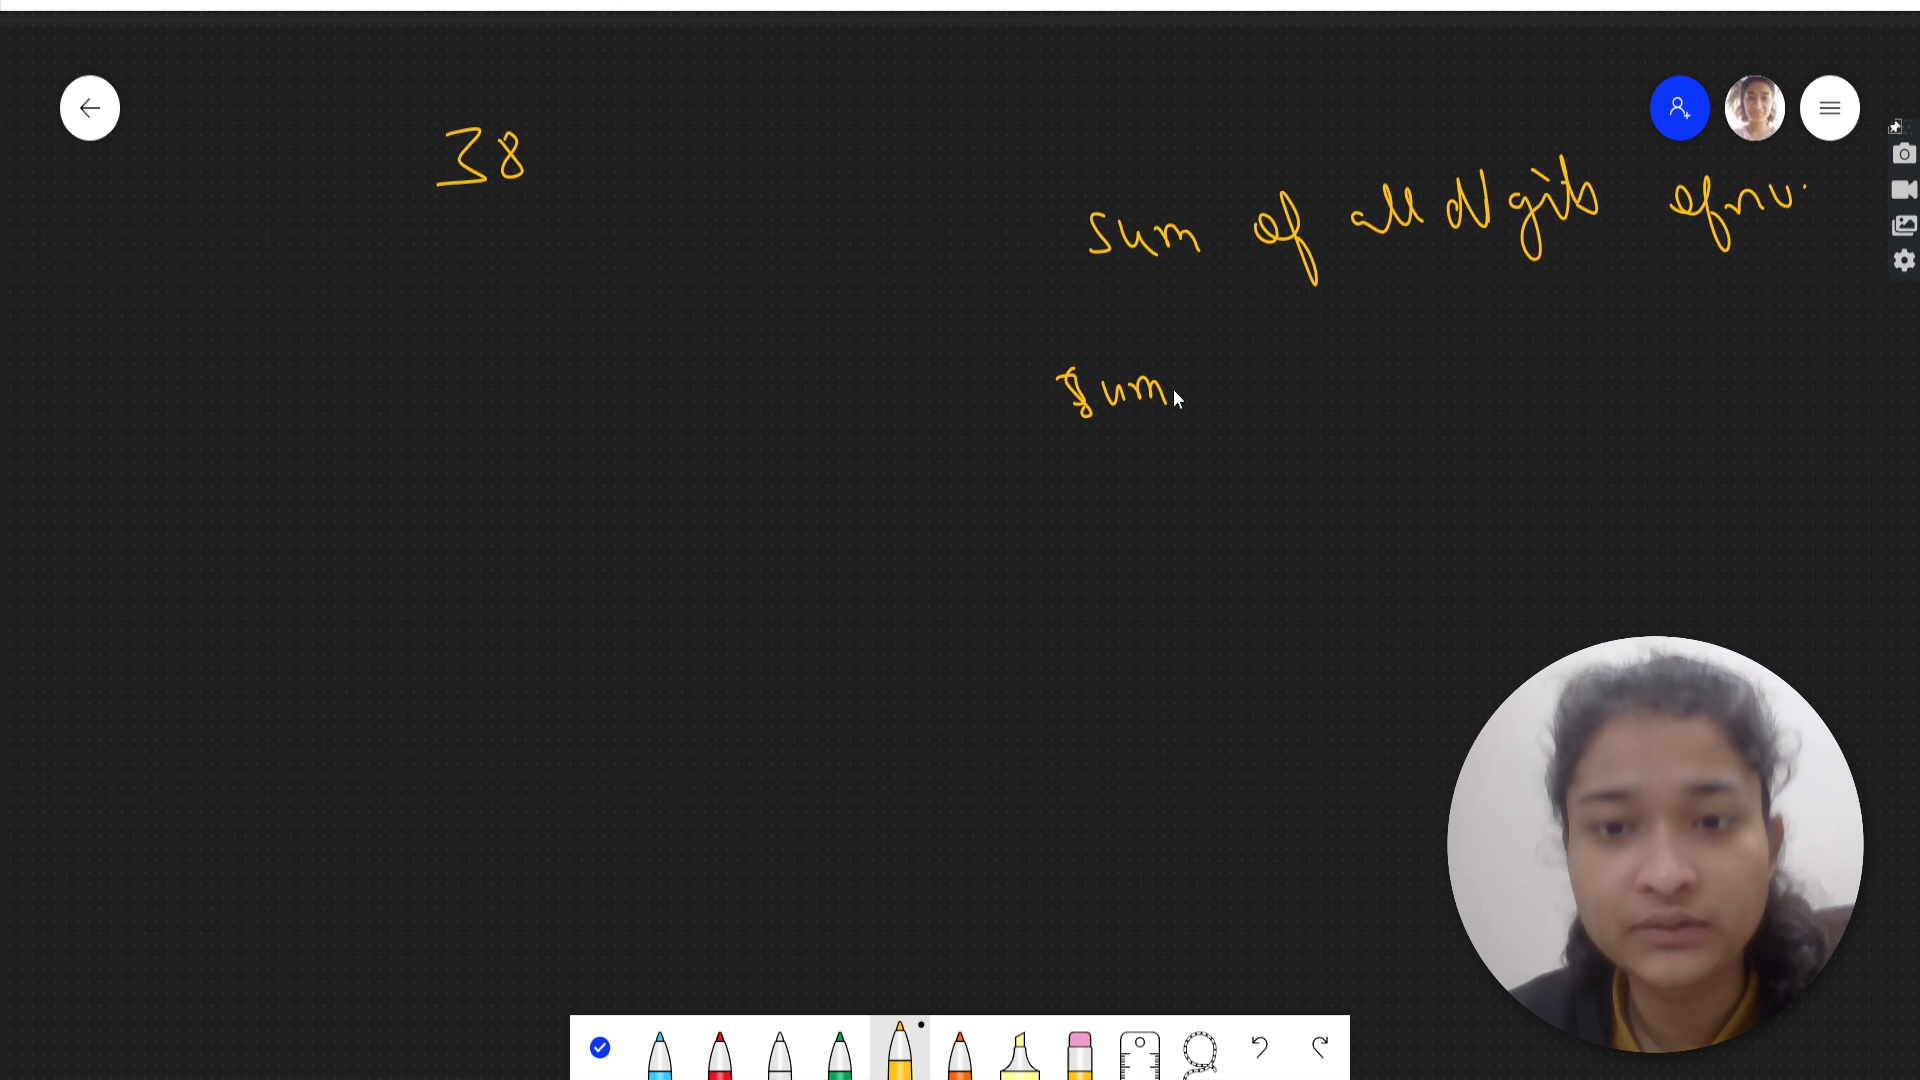 38
sum of all digits of nu.
sum